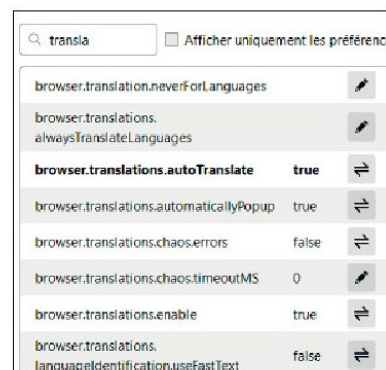 transla
Afficher uniquement les préférenc
browser.translation.neverForLanguages
browser.translations.
alwaysTranslateLanguages
browser.translations.autoTranslate true
browser.translations.automaticallyPopup true
browser.translations.chaos.errors false
browser.translations.chaos.timeoutMS 0
browser.translations.enable true
browser.translations.
languageIdentification.useFastText false